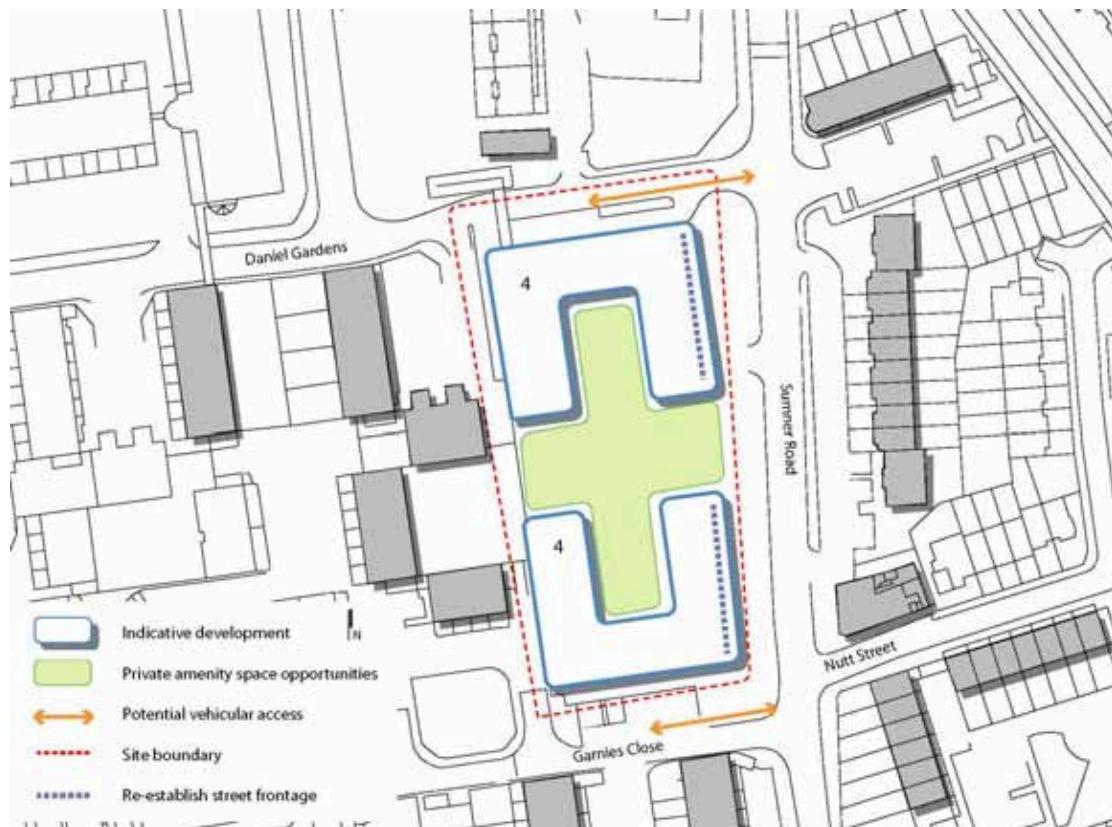 Daniel Gardens
4
Sumner Road
4
Nutt Street
Garnies Close
Indicative development
N
Private amenity space opportunities
Potential vehicular access
Site boundary
Re-establish street frontage